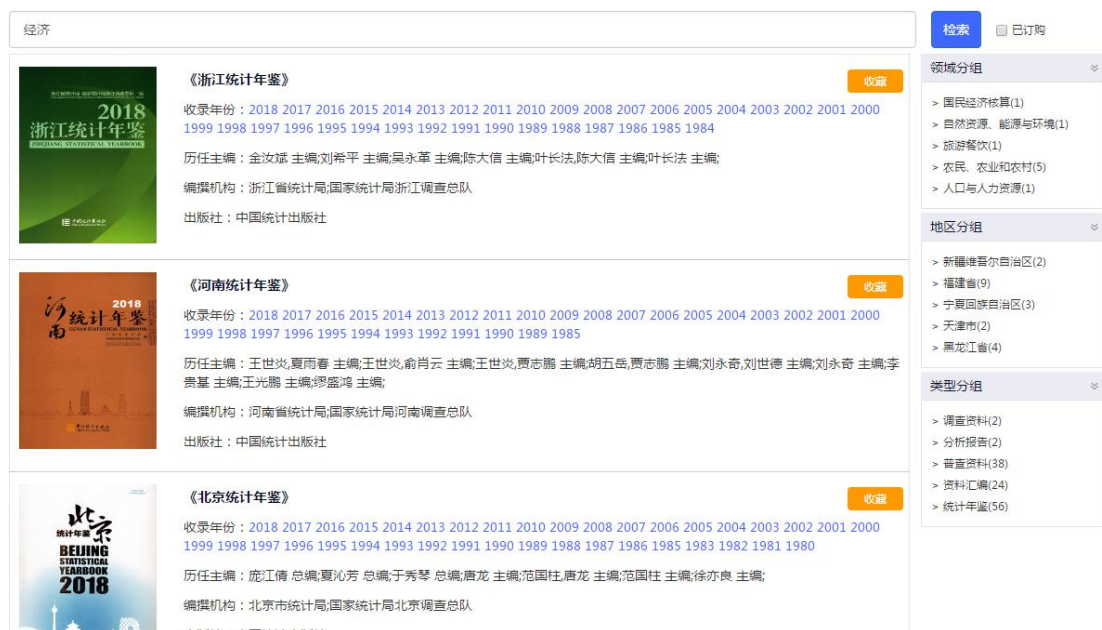 经济
检索
已订购
2018
浙江统计年鉴
ZHEJIANG STATISTICAL YEARBOOK
《浙江统计年鉴》
收藏
收录年份：2018 2017 2016 2015 2014 2013 2012 2011 2010 2009 2008 2007 2006 2005 2004 2003 2002 2001 2000
1999 1998 1997 1996 1995 1994 1993 1992 1991 1990 1989 1988 1987 1986 1985 1984
历任主编：金汝斌 主编;刘希平 主编;吴永革 主编;陈大信 主编;叶长法,陈大信 主编;叶长法 主编;
编撰机构：浙江省统计局;国家统计局浙江调查总队
出版社：中国统计出版社
2018
河南统计年鉴
HENAN STATISTICAL YEARBOOK
《河南统计年鉴》
收藏
收录年份：2018 2017 2016 2015 2014 2013 2012 2011 2010 2009 2008 2007 2006 2005 2004 2003 2002 2001 2000
1999 1998 1997 1996 1995 1994 1993 1992 1991 1990 1989 1985
历任主编：王世炎,夏雨春 主编;王世炎,俞肖云 主编;王世炎,贾志鹏 主编;胡五岳,贾志鹏 主编;刘永奇,刘世德 主编;刘永奇 主编;李
贵基 主编;王光鹏 主编;缪盛鸿 主编;
编撰机构：河南省统计局;国家统计局河南调查总队
出版社：中国统计出版社
北京
统计年鉴
BEIJING
STATISTICAL
YEARBOOK
2018
《北京统计年鉴》
收藏
收录年份：2018 2017 2016 2015 2014 2013 2012 2011 2010 2009 2008 2007 2006 2005 2004 2003 2002 2001 2000
1999 1998 1997 1996 1995 1994 1993 1992 1991 1990 1989 1988 1987 1986 1985 1983 1982 1981 1980
历任主编：庞江倩 总编;夏沁芳 总编;于秀琴 总编;唐龙 主编;范国柱,唐龙 主编;范国柱 主编;徐亦良 主编;
编撰机构：北京市统计局;国家统计局北京调查总队
领域分组
> 国民经济核算(1)
> 自然资源、能源与环境(1)
> 旅游餐饮(1)
> 农民、农业和农村(5)
> 人口与人力资源(1)
地区分组
> 新疆维吾尔自治区(2)
> 福建省(9)
> 宁夏回族自治区(3)
> 天津市(2)
> 黑龙江省(4)
类型分组
> 调查资料(2)
> 分析报告(2)
> 普查资料(38)
> 资料汇编(24)
> 统计年鉴(56)